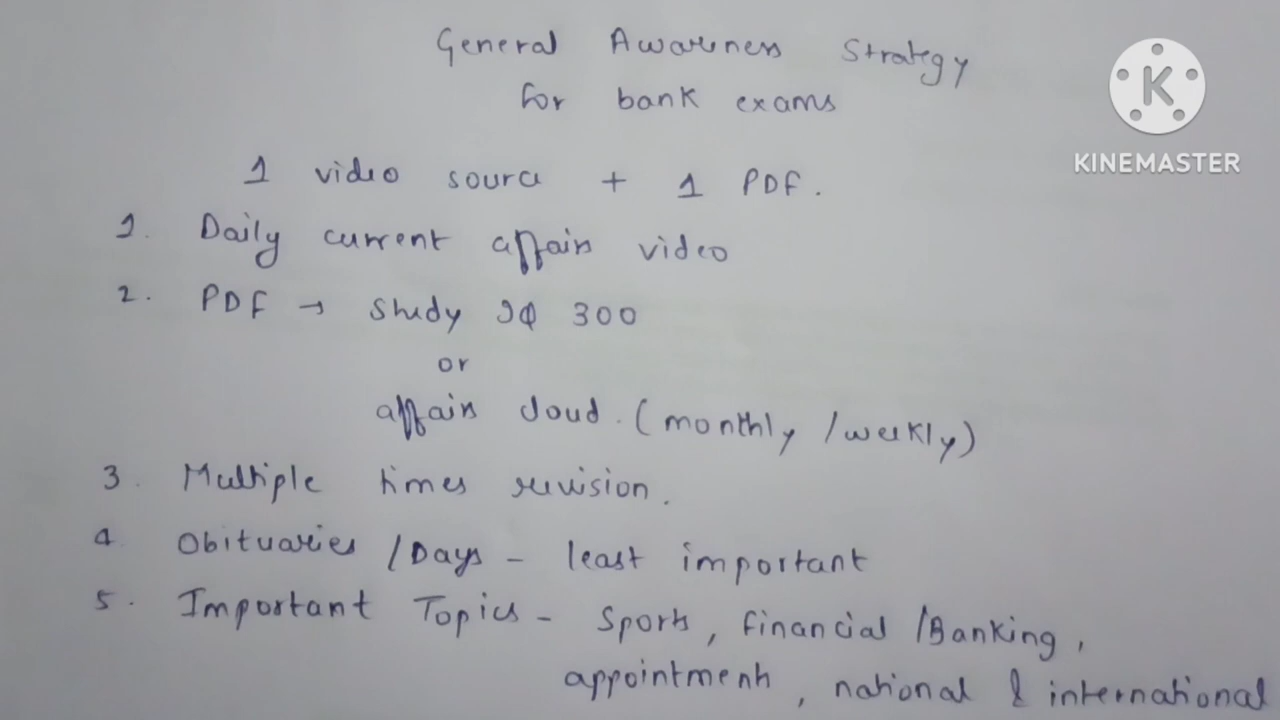 General Awareness Strategy
for bank exams
K
KINEMASTER
1 video source + 1 PDF.
1. Daily current affairs video
2. PDF → Study IQ 300
or
affairs cloud. (monthly /weekly)
3. Multiple times revision.
4. Obituaries /Days - least important
5. Important Topics - Sports, financial /Banking,
appointments, national & international